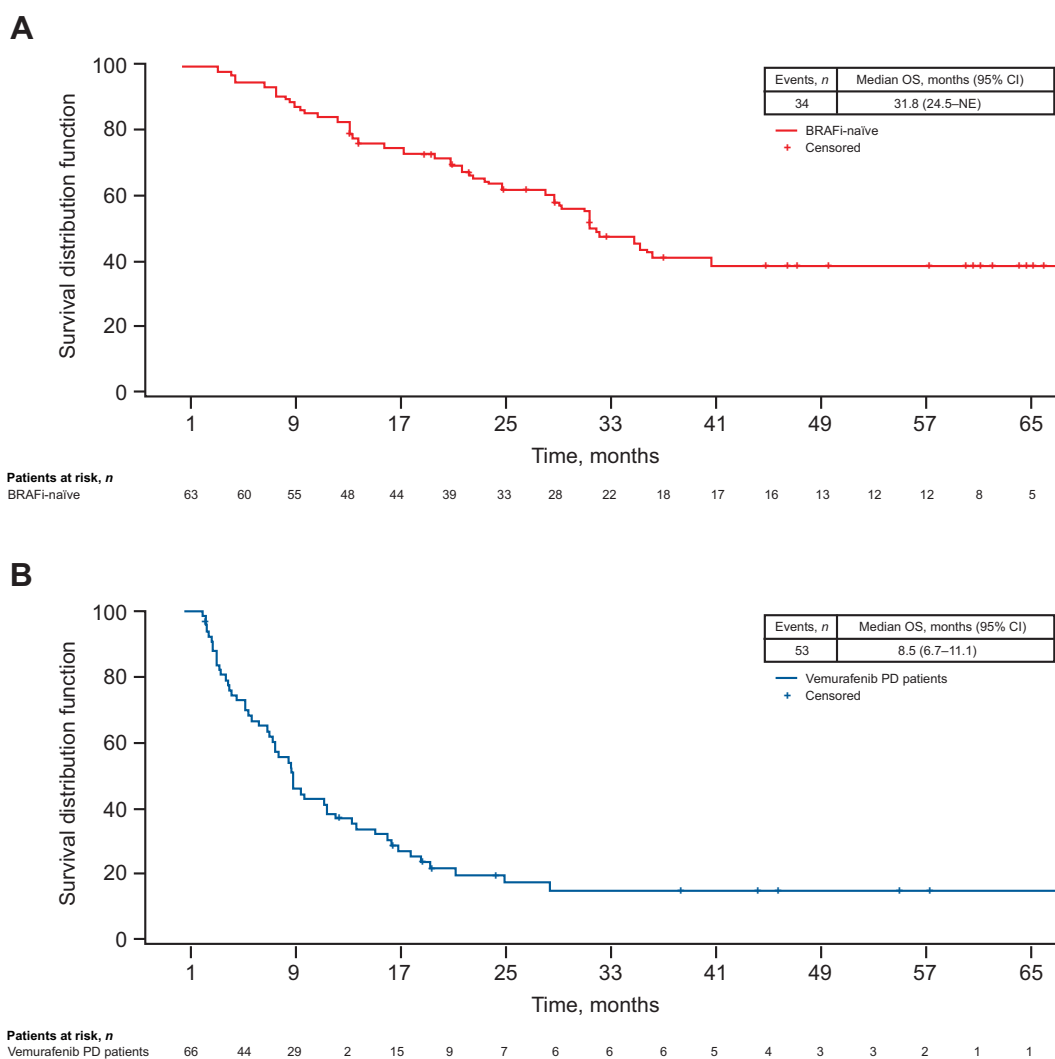 A
100
80
60
40
20
0
Survival distribution function
Events, n Median OS, months (95% CI)
34 31.8 (24.5–NE)
BRAFi-naïve
Censored
1 9 17 25 33 41 49 57 65
Time, months
Patients at risk, n
BRAFi-naïve 63 60 55 48 44 39 33 28 22 18 17 16 13 12 12 8 5
B
100
80
60
40
20
0
Survival distribution function
Events, n Median OS, months (95% CI)
53 8.5 (6.7–11.1)
Vemurafenib PD patients
Censored
1 9 17 25 33 41 49 57 65
Time, months
Patients at risk, n
Vemurafenib PD patients 66 44 29 2 15 9 7 6 6 6 5 4 3 3 2 1 1